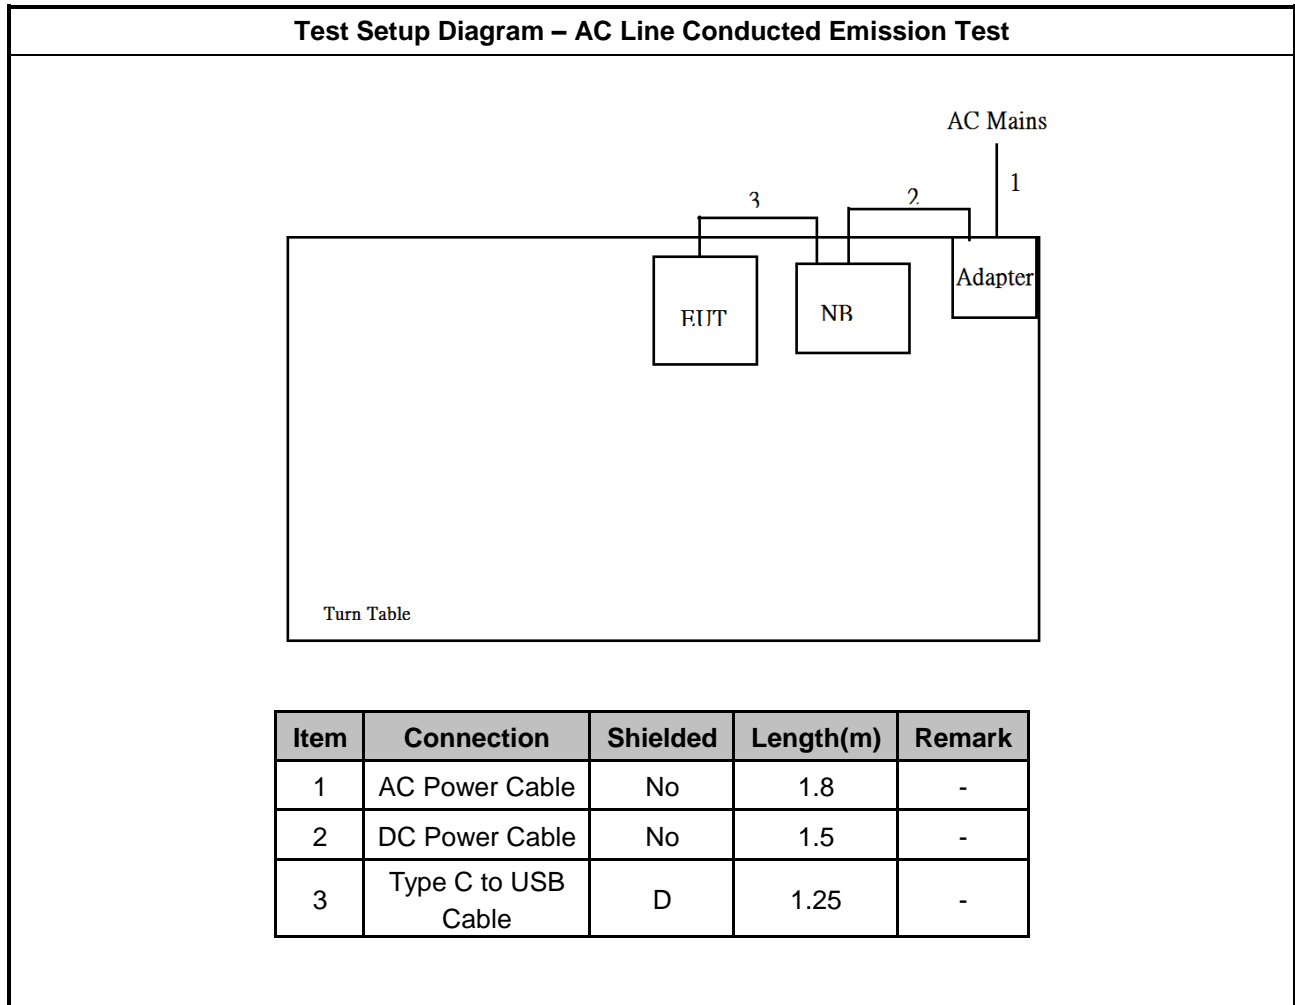 Test Setup Diagram – AC Line Conducted Emission Test
AC Mains
1
3
2
Adapter
EUT
NB
Turn Table
Item Connection Shielded Length(m) Remark
1 AC Power Cable No 1.8 -
2 DC Power Cable No 1.5 -
3 Type C to USB
Cable D 1.25 -